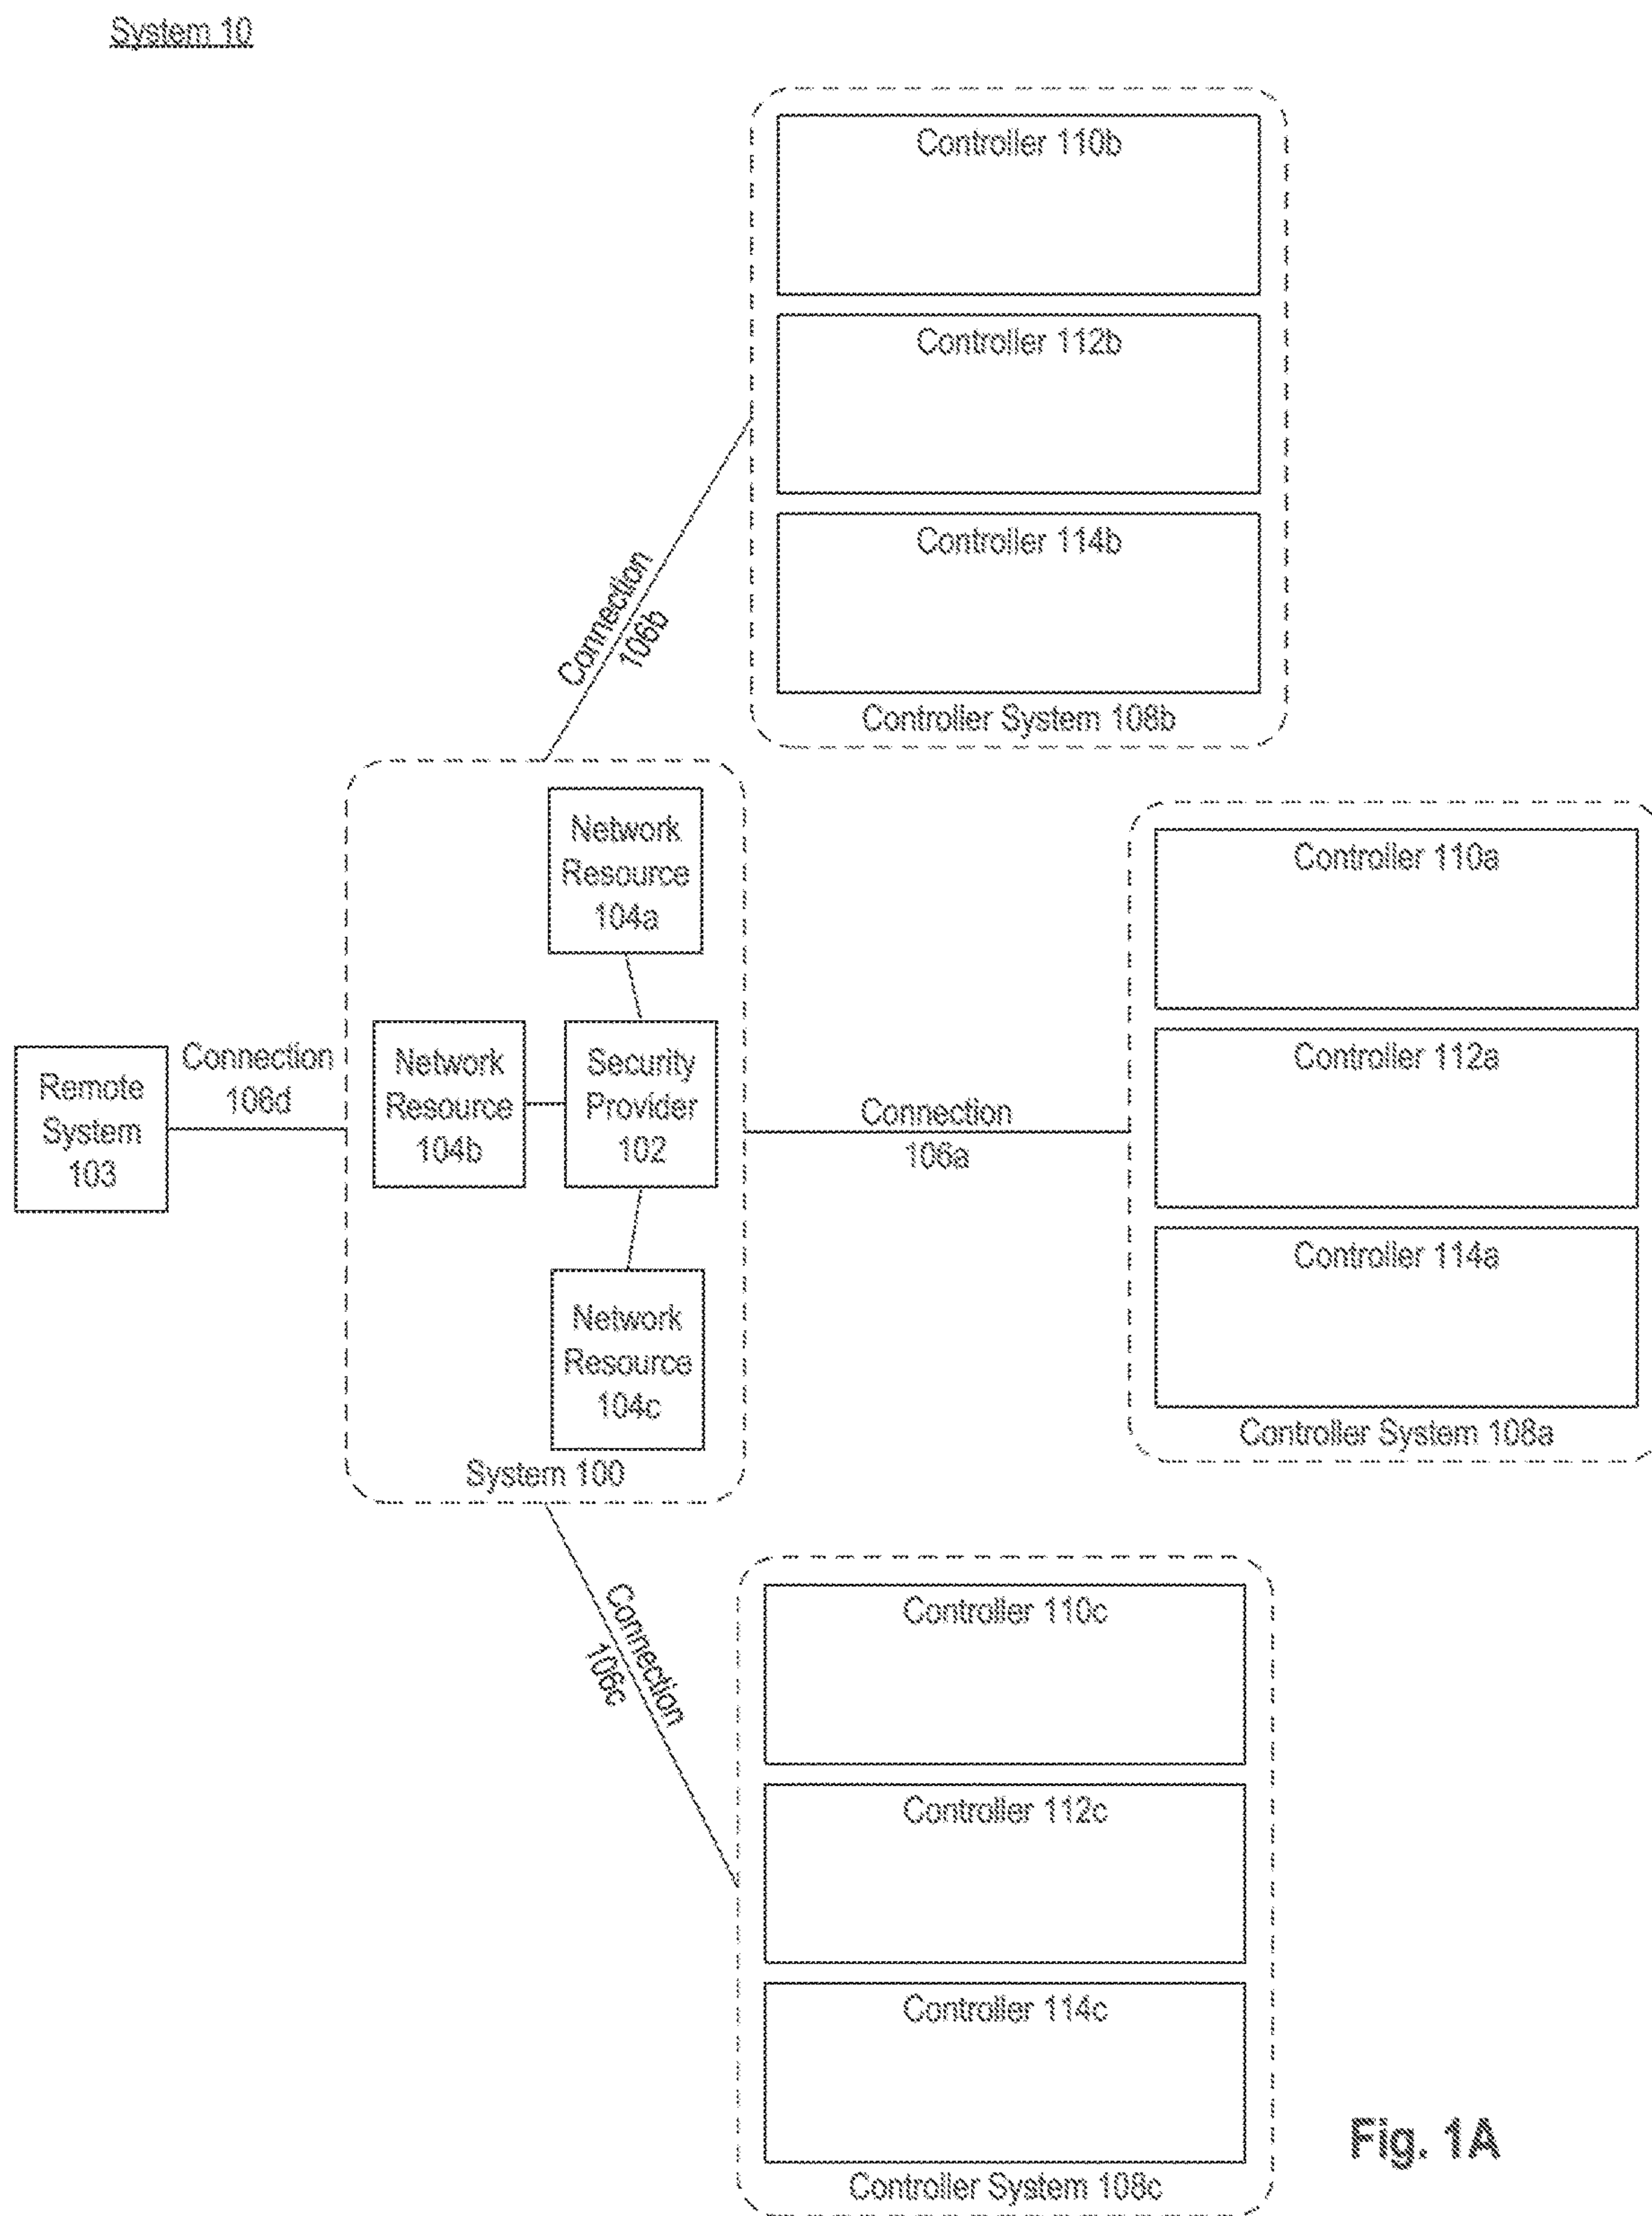 System 10
Controller 110b
Controller 112b
Controller 114b
Controller System 108b
Connection
106b
Network
Resource
104a
Network
Resource
104b
Security
Provider
102
Network
Resource
104c
System 100
Remote
System
103
Connection
106d
Connection
106a
Controller 110a
Controller 112a
Controller 114a
Controller System 108a
Connection
106c
Controller 110c
Controller 112c
Controller 114c
Controller System 108c
Fig. 1A